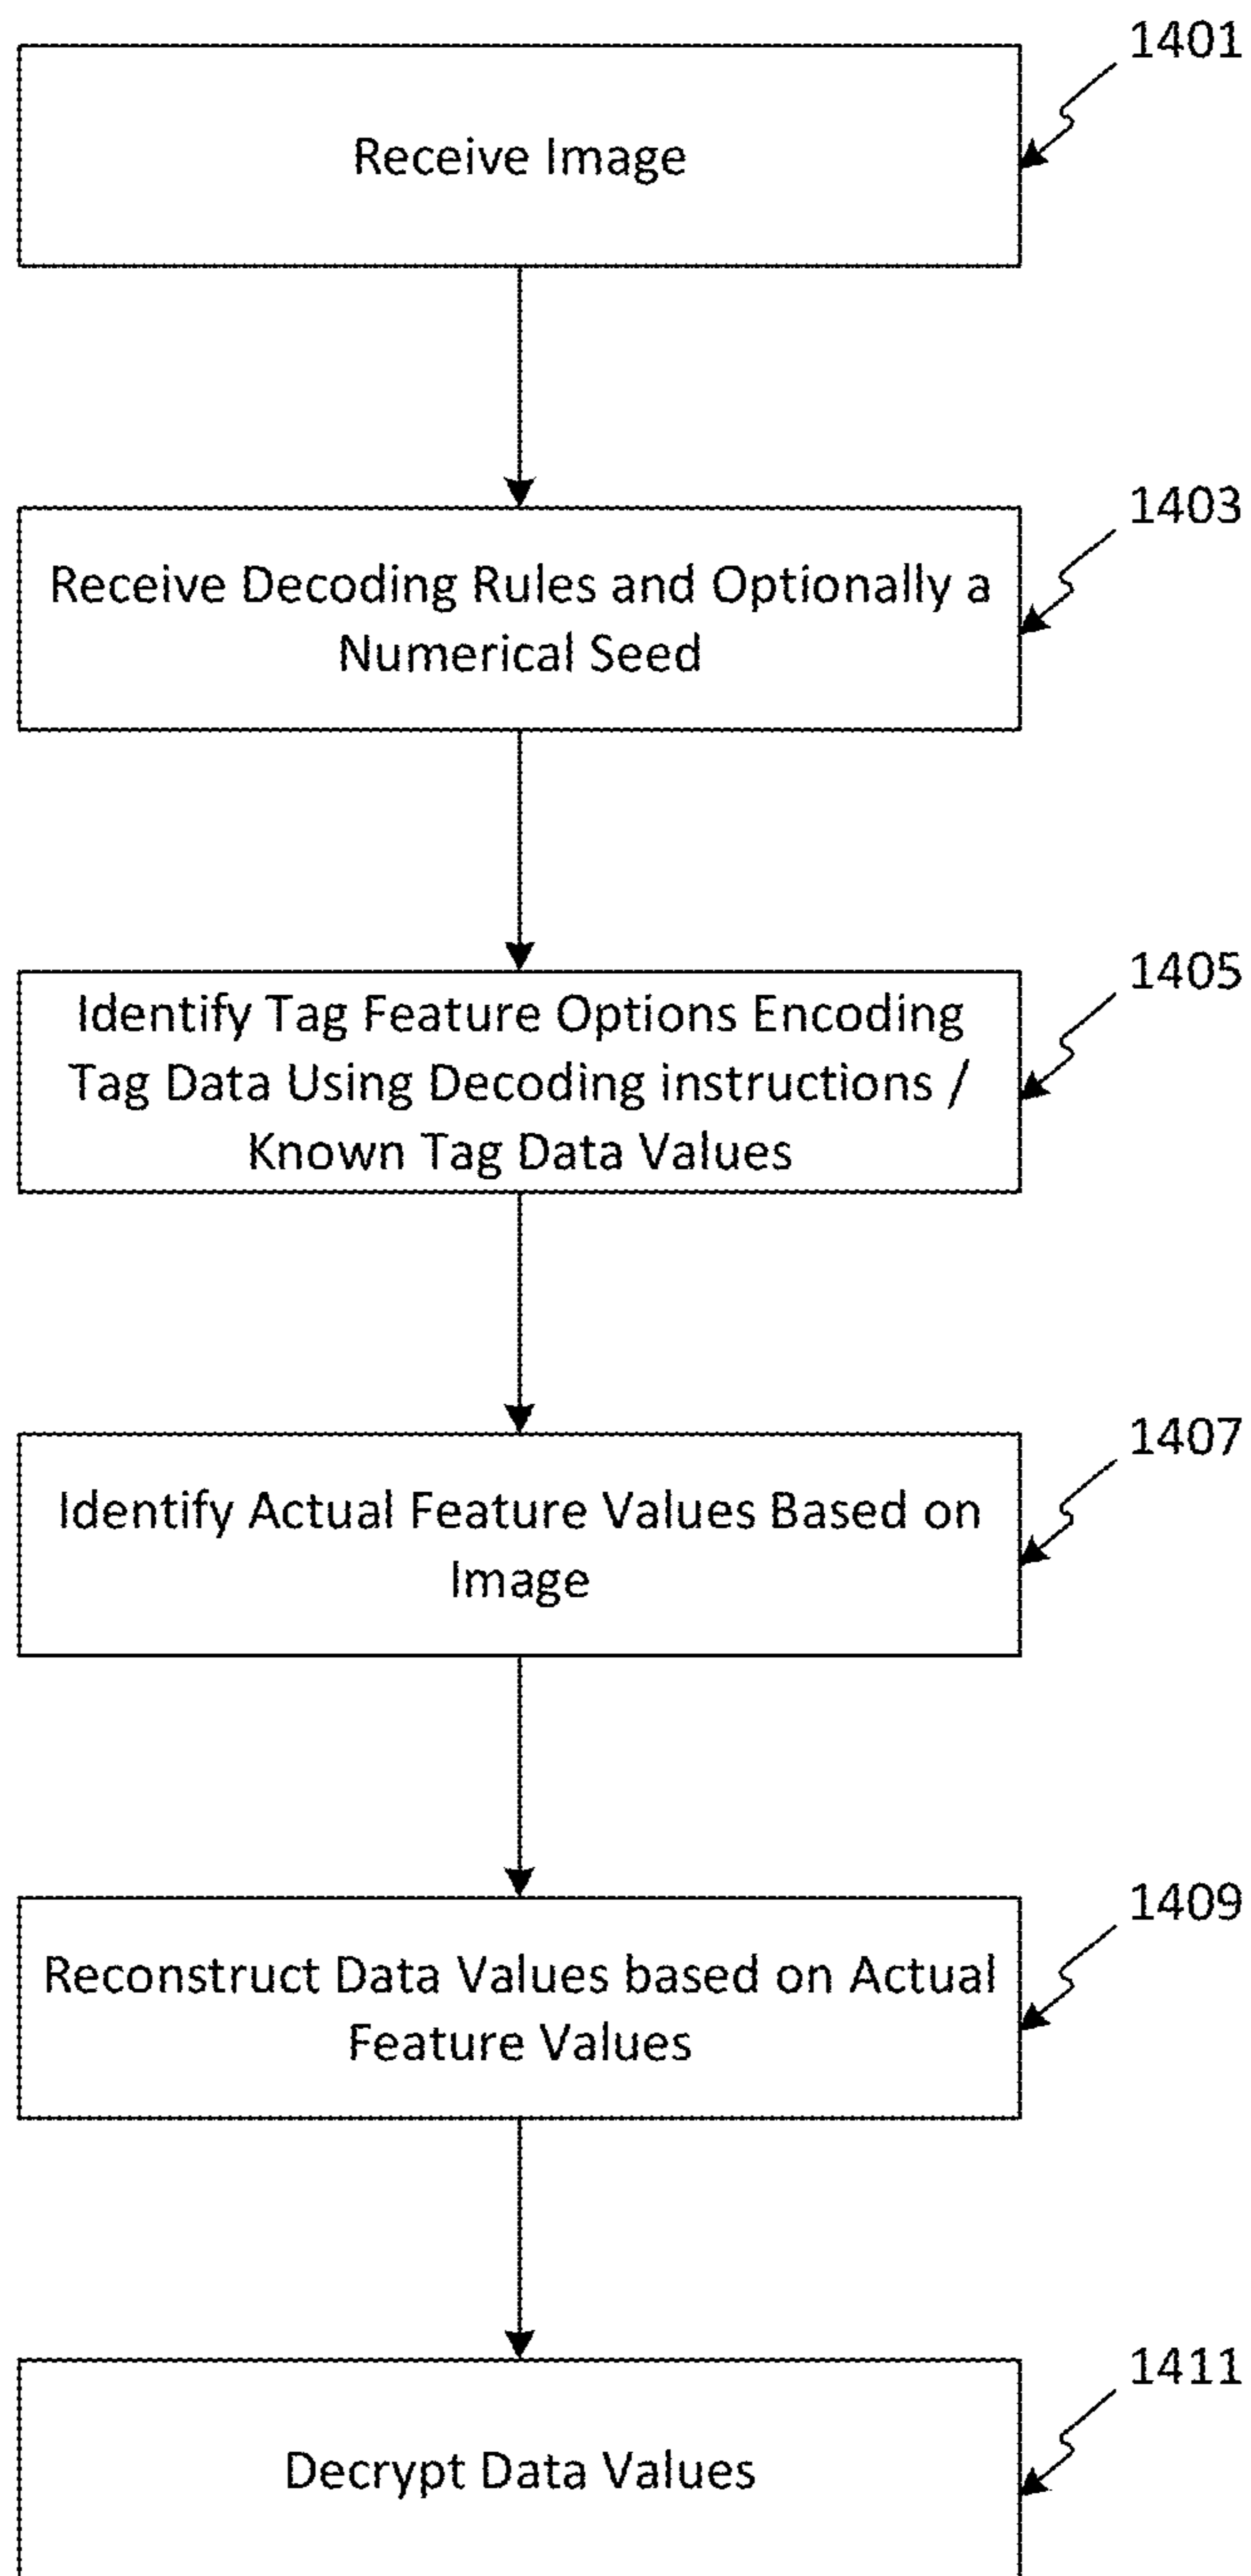 1401
Receive Image
1403
Receive Decoding Rules and Optionally a
Numerical Seed
1405
Identify Tag Feature Options Encoding
Tag Data Using Decoding instructions /
Known Tag Data Values
1407
Identify Actual Feature Values Based on
Image
1409
Reconstruct Data Values based on Actual
Feature Values
1411
Decrypt Data Values